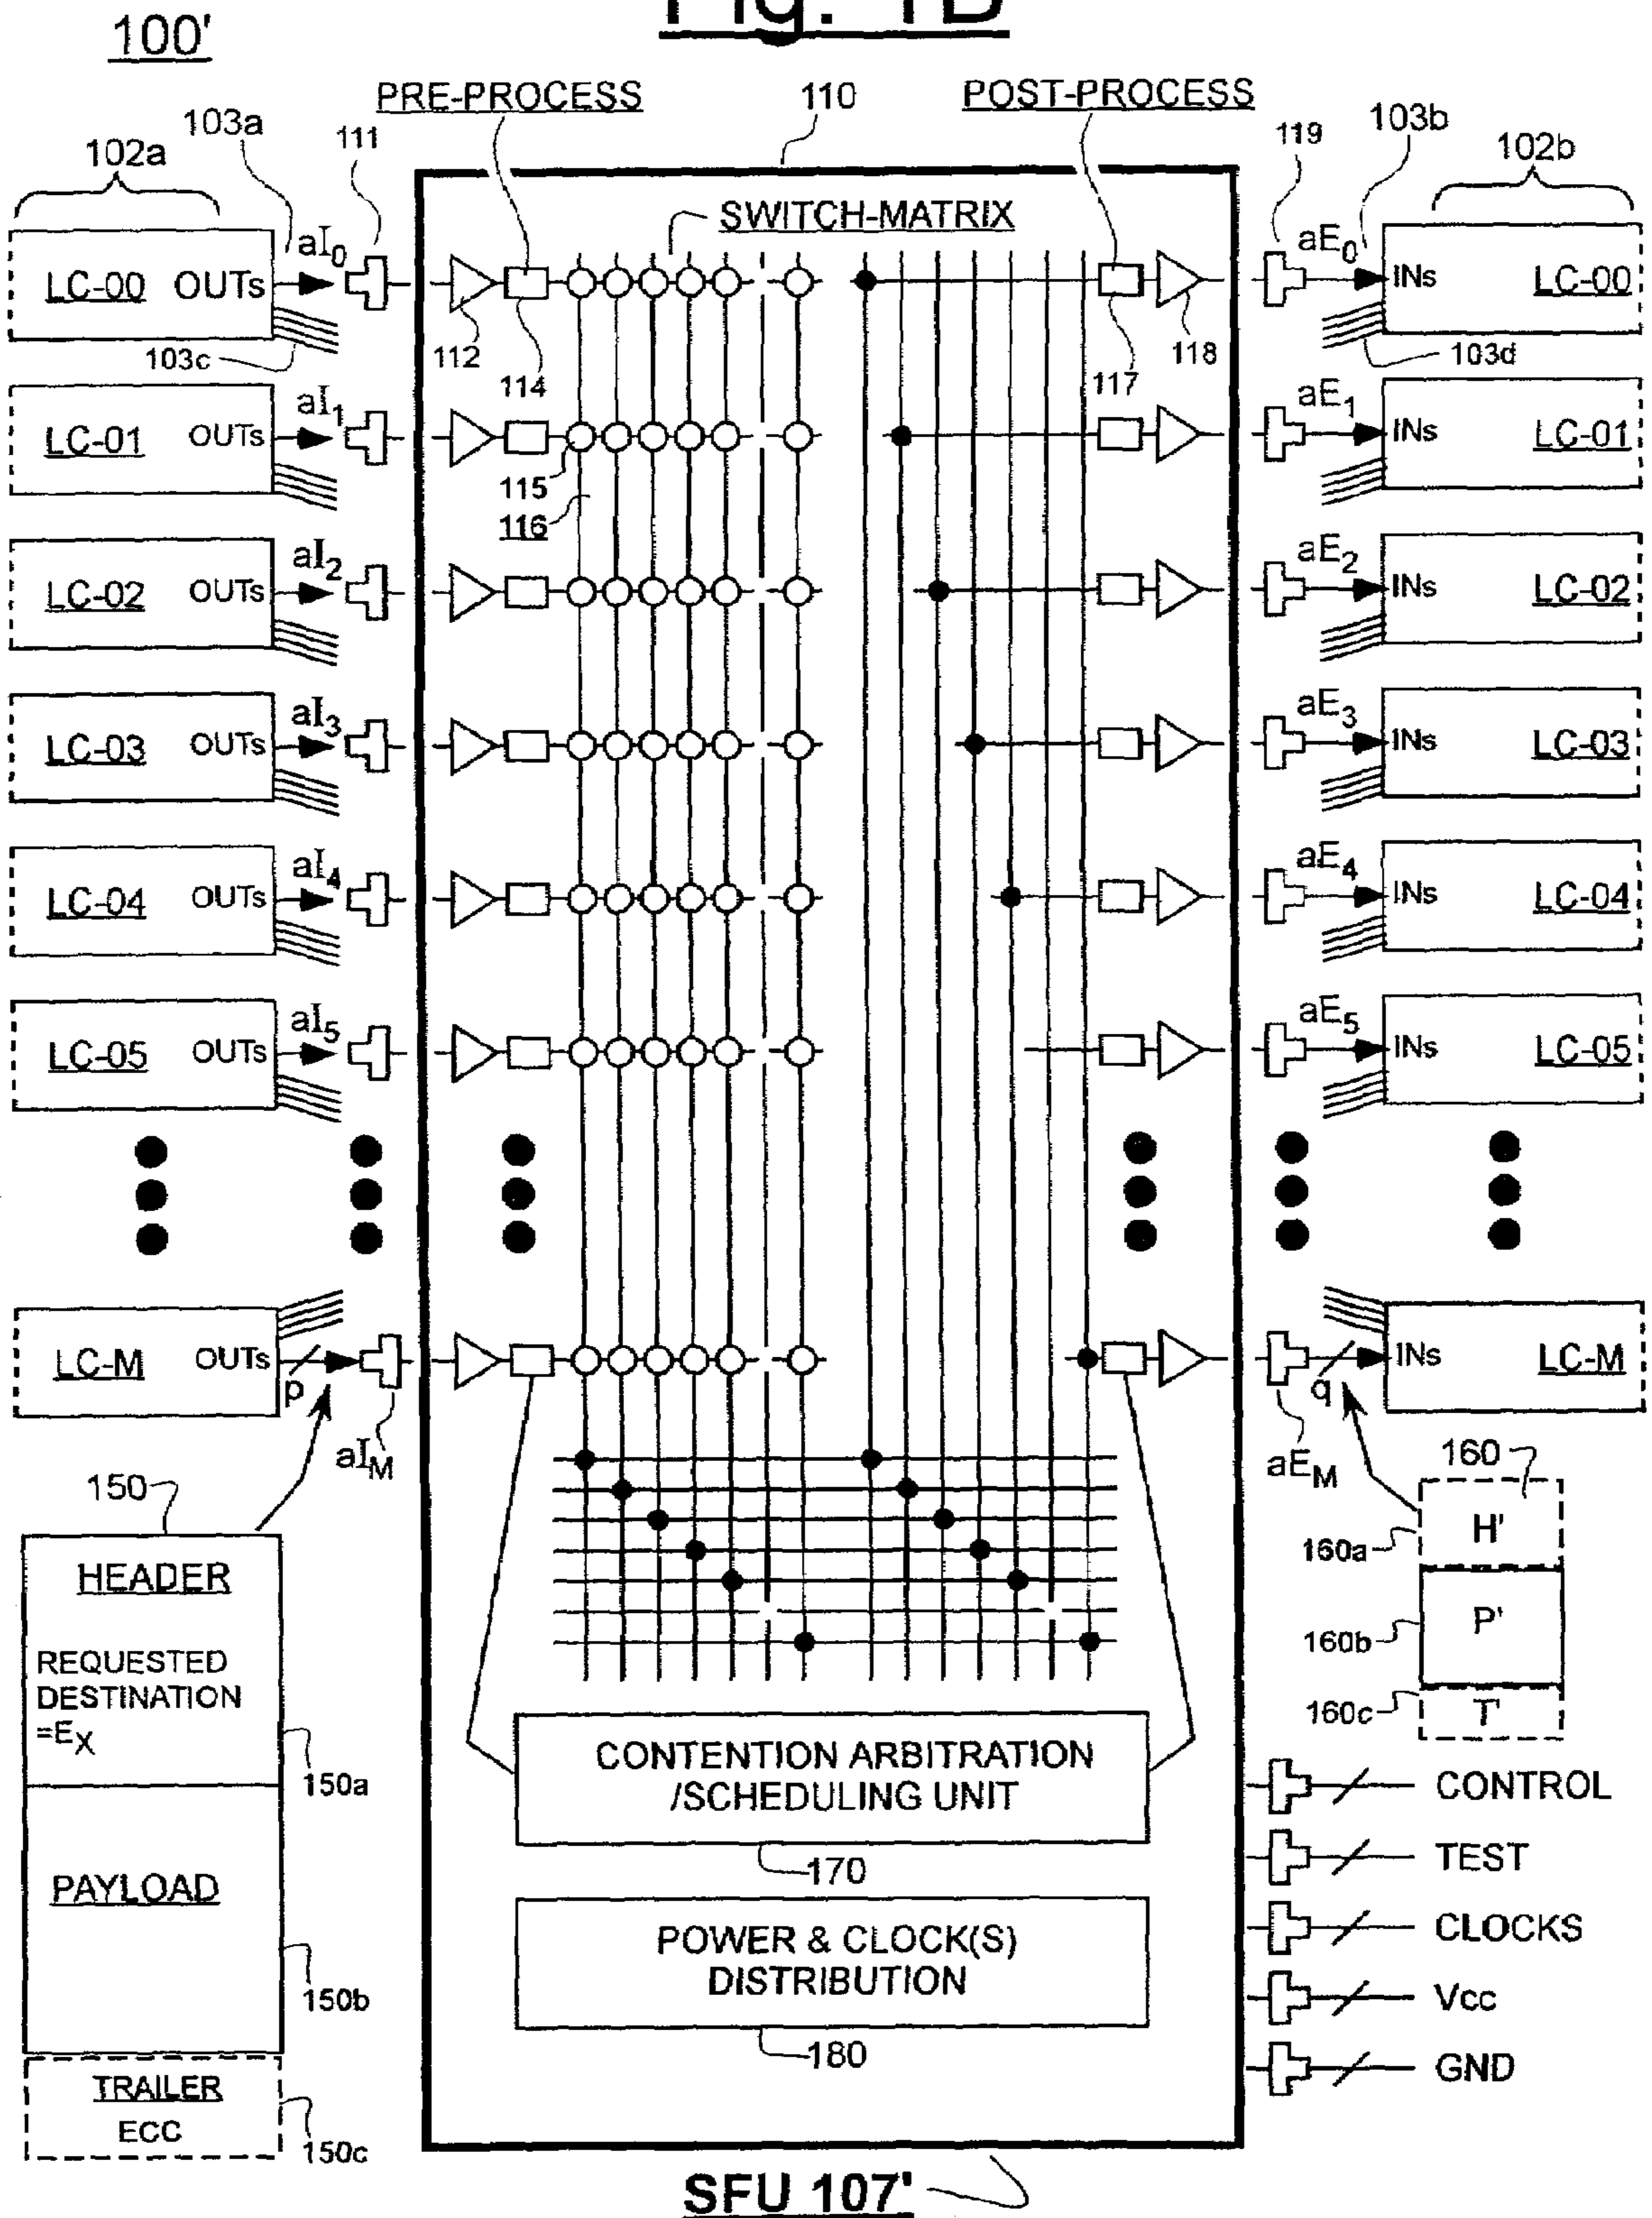 Fig. 1B
100'
PRE-PROCESS
110
POST-PROCESS
103a
111
119
103b
102a
102b
SWITCH-MATRIX
LC-00 OUTs
aI0
aE0
INs LC-00
103c
112
114
117
118
103d
LC-01 OUTs
aI1
aE1
INs LC-01
115
116
LC-02 OUTs
aI2
aE2
INs LC-02
LC-03 OUTs
aI3
aE3
INs LC-03
LC-04 OUTs
aI4
aE4
INs LC-04
LC-05 OUTs
aI5
aE5
INs LC-05
LC-M OUTs
p
aIM
q
aEM
INs LC-M
150
HEADER
REQUESTED
DESTINATION
=EX
150a
PAYLOAD
150b
TRAILER
ECC
150c
160
H'
160a
P'
160b
T'
160c
CONTENTION ARBITRATION
/SCHEDULING UNIT
170
POWER & CLOCK(S)
DISTRIBUTION
180
CONTROL
TEST
CLOCKS
Vcc
GND
SFU 107'